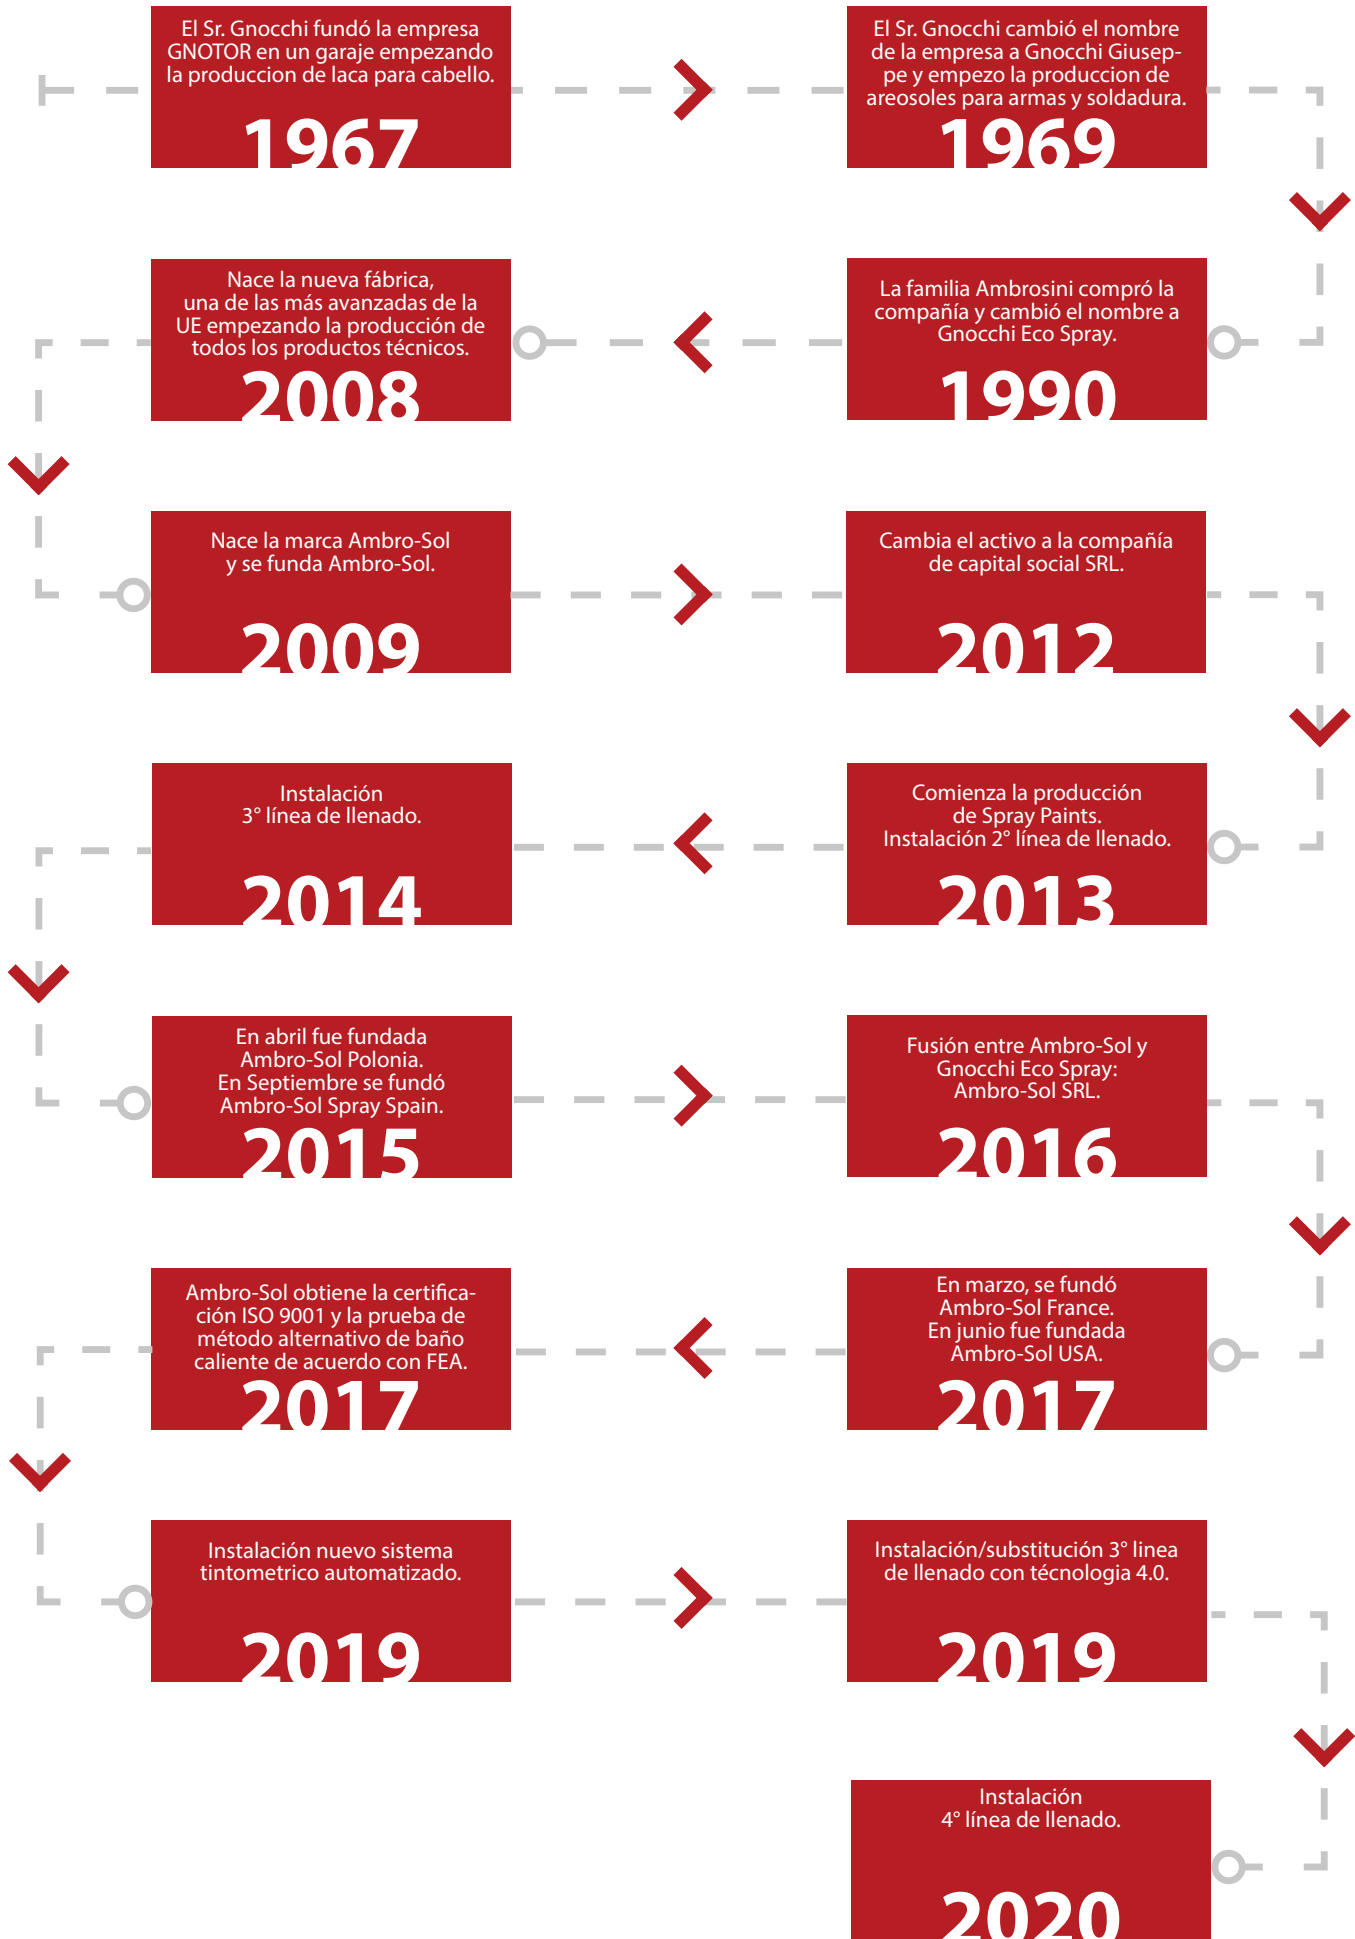 El Sr. Gnocchi fundó la empresa
GNOTOR en un garaje empezando
la produccion de laca para cabello.
1967
El Sr. Gnocchi cambió el nombre
de la empresa a Gnocchi Giusep-
pe y empezo la produccion de
areosoles para armas y soldadura.
1969
La familia Ambrosini compró la
compañía y cambió el nombre a
Gnocchi Eco Spray.
1990
Nace la nueva fábrica,
una de las más avanzadas de la
UE empezando la producción de
todos los productos técnicos.
2008
Nace la marca Ambro-Sol
y se funda Ambro-Sol.
2009
Cambia el activo a la compañía
de capital social SRL.
2012
Comienza la producción
de Spray Paints.
Instalación 2° línea de llenado.
2013
Instalación
3° línea de llenado.
2014
En abril fue fundada
Ambro-Sol Polonia.
En Septiembre se fundó
Ambro-Sol Spray Spain.
2015
Fusión entre Ambro-Sol y
Gnocchi Eco Spray:
Ambro-Sol SRL.
2016
En marzo, se fundó
Ambro-Sol France.
En junio fue fundada
Ambro-Sol USA.
2017
Ambro-Sol obtiene la certifica-
ción ISO 9001 y la prueba de
método alternativo de baño
caliente de acuerdo con FEA.
2017
Instalación nuevo sistema
tintometrico automatizado.
2019
Instalación/substitución 3° linea
de llenado con técnologia 4.0.
2019
Instalación
4° línea de llenado.
2020